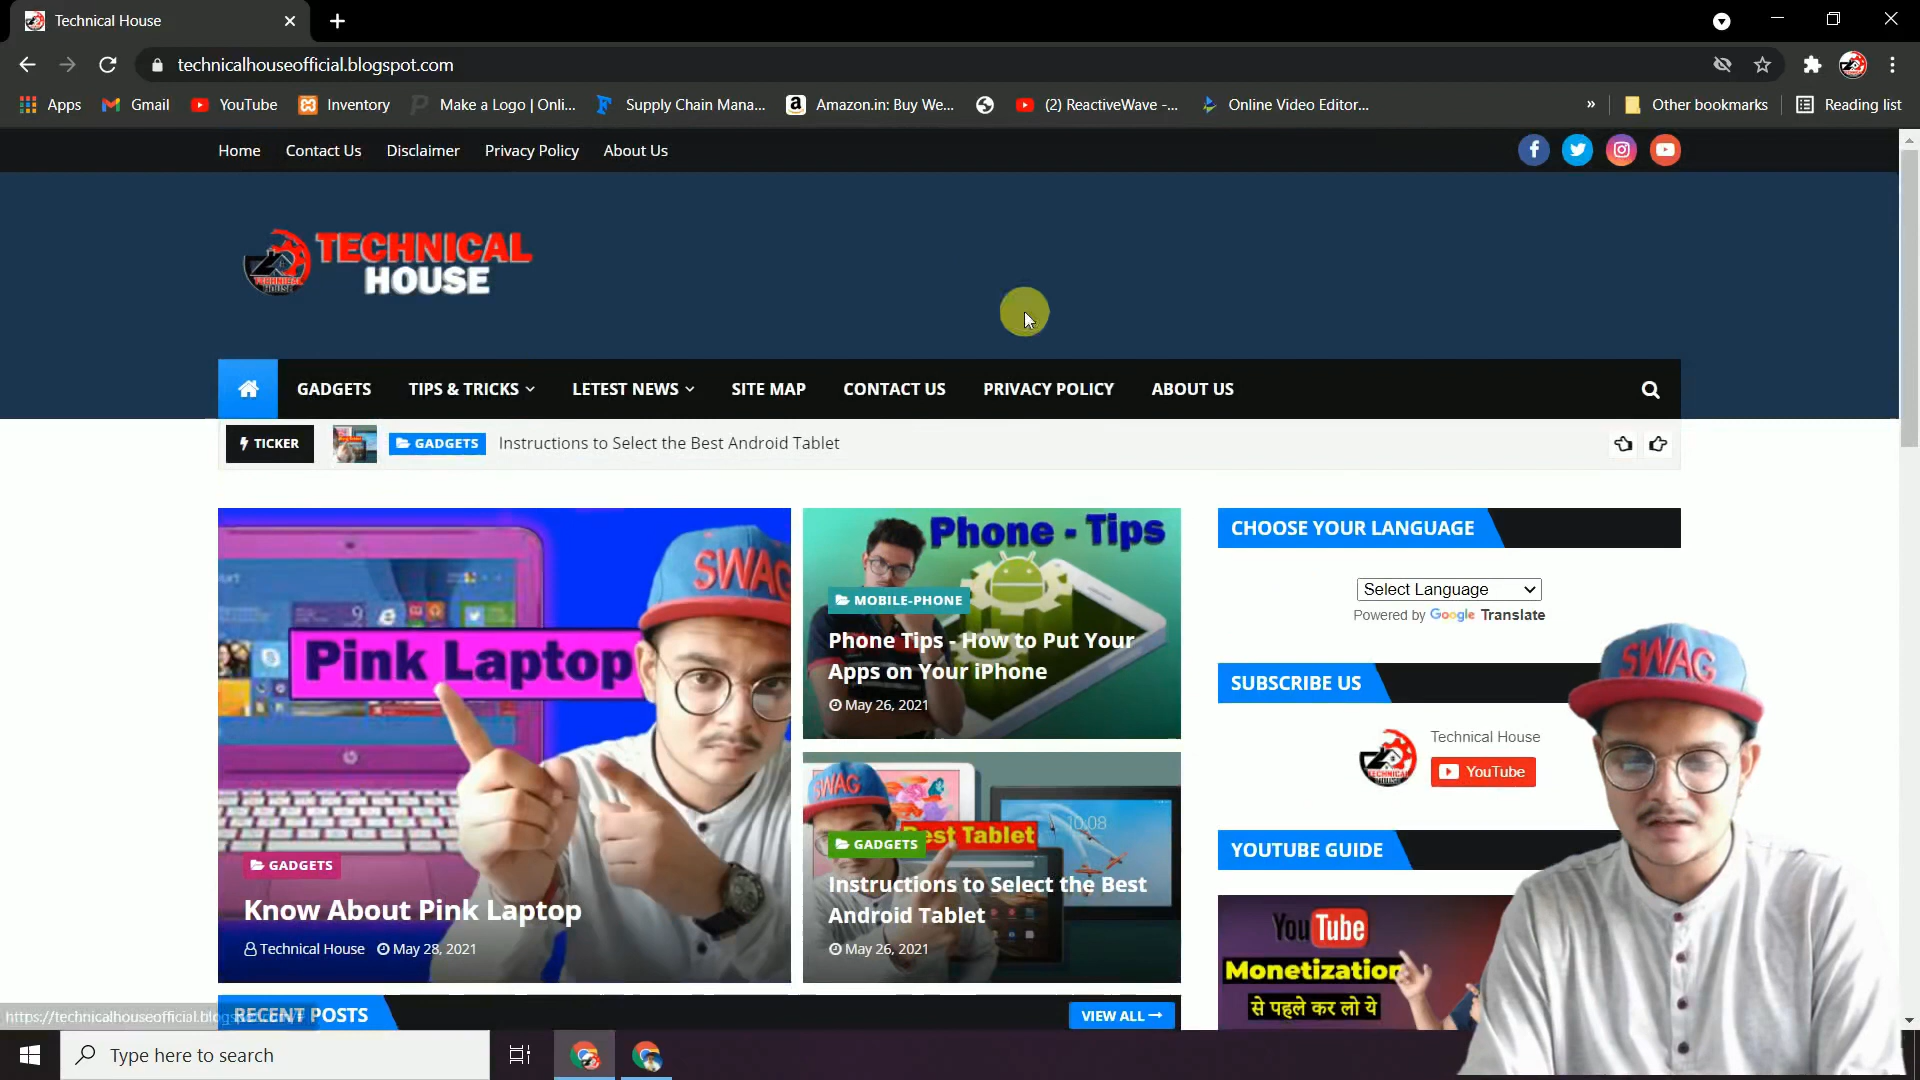 Technical House
technicalhouseofficial.blogspot.com
Apps
Gmail
YouTube
Inventory
Make a Logo | Onli...
Supply Chain Mana...
Amazon.in: Buy We...
(2) ReactiveWave -...
Online Video Editor...
»
Other bookmarks
Reading list
Home
Contact Us
Disclaimer
Privacy Policy
About Us
TECHNICAL
HOUSE
GADGETS
TIPS & TRICKS
LETEST NEWS
SITE MAP
CONTACT US
PRIVACY POLICY
ABOUT US
TICKER
GADGETS
Instructions to Select the Best Android Tablet
Pink Laptop
SWAG
GADGETS
Know About Pink Laptop
Technical House
May 28, 2021
Phone - Tips
MOBILE-PHONE
Phone Tips - How to Put Your
Apps on Your iPhone
May 26, 2021
SWAG
10:08
Best Tablet
GADGETS
Instructions to Select the Best
Android Tablet
May 26, 2021
CHOOSE YOUR LANGUAGE
Select Language
Powered by Google Translate
SUBSCRIBE US
Technical House
YouTube
YOUTUBE GUIDE
YouTube
Monetization
से पहले कर लो ये
SWAG
RECENT POSTS
VIEW ALL
Type here to search